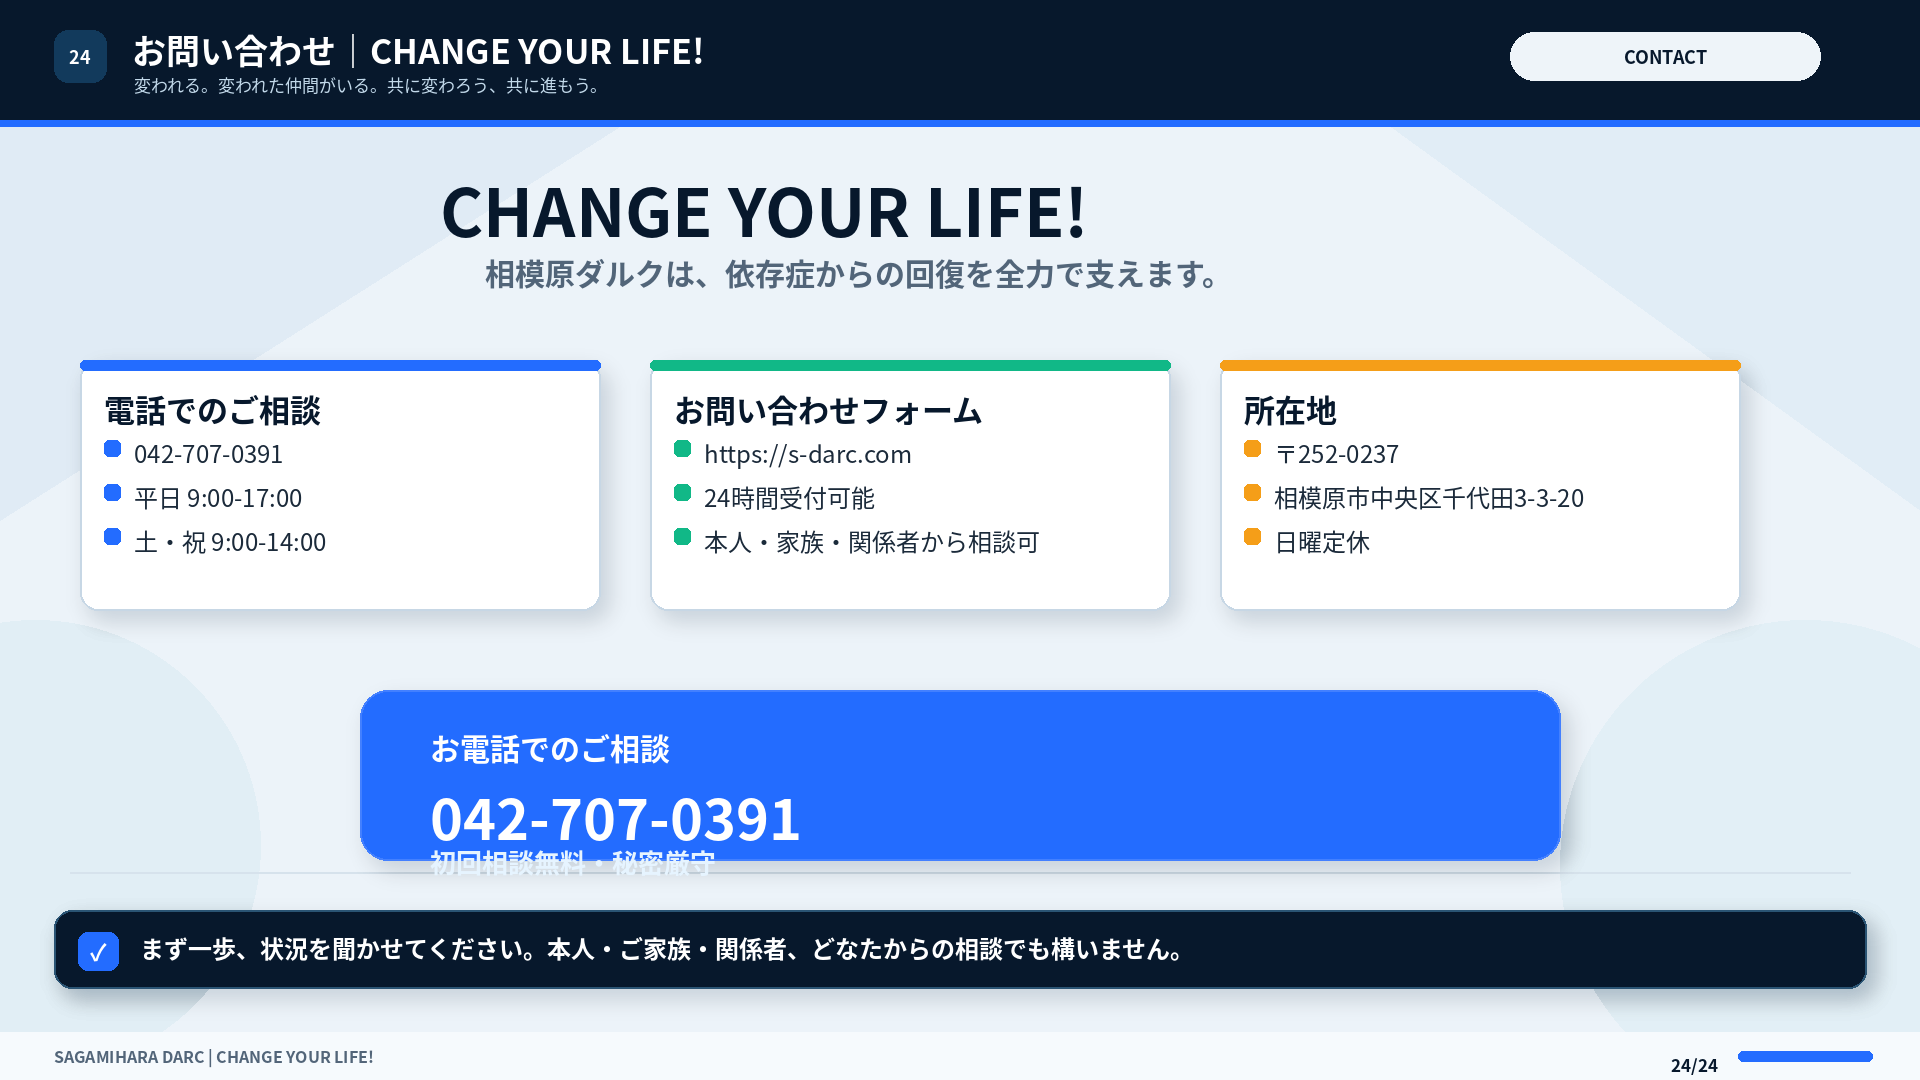 24
お問い合わせ｜CHANGE YOUR LIFE!
変われる。変われた仲間がいる。共に変わろう、共に進もう。
CONTACT
CHANGE YOUR LIFE!
相模原ダルクは、依存症からの回復を全力で支えます。
電話でのご相談
042-707-0391
平日 9:00-17:00
土・祝 9:00-14:00
お問い合わせフォーム
https://s-darc.com
24時間受付可能
本人・家族・関係者から相談可
所在地
〒252-0237
相模原市中央区千代田3-3-20
日曜定休
お電話でのご相談
042-707-0391
初回相談無料・秘密厳守
✓ まず一歩、状況を聞かせてください。本人・ご家族・関係者、どなたからの相談でも構いません。
SAGAMIHARA DARC | CHANGE YOUR LIFE!
24/24